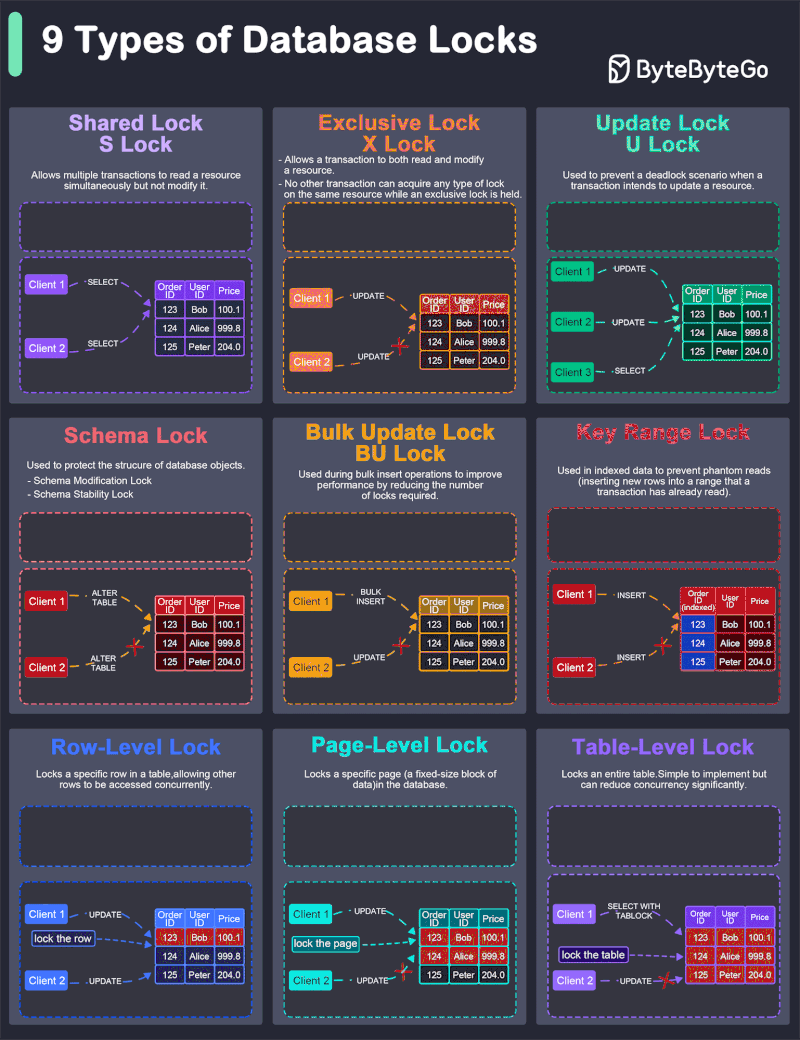 9 Types of Database Locks
ByteByteGo
Shared Lock
S Lock
Allows multiple transactions to read a resource
simultaneously but not modify it.
Client 1
SELECT
Client 2
SELECT
Order ID User ID Price
123 Bob 100.1
124 Alice 999.8
125 Peter 204.0
Exclusive Lock
X Lock
- Allows a transaction to both read and modify
a resource.
- No other transaction can acquire any type of lock
on the same resource while an exclusive lock is held.
Client 1
UPDATE
Client 2
UPDATE
Order ID User ID Price
123 Bob 100.1
124 Alice 999.8
125 Peter 204.0
Update Lock
U Lock
Used to prevent a deadlock scenario when a
transaction intends to update a resource.
Client 1
UPDATE
Client 2
UPDATE
Client 3
SELECT
Order ID User ID Price
123 Bob 100.1
124 Alice 999.8
125 Peter 204.0
Schema Lock
Used to protect the strucure of database objects.
- Schema Modification Lock
- Schema Stability Lock
Client 1
ALTER
TABLE
Client 2
ALTER
TABLE
Order ID User ID Price
123 Bob 100.1
124 Alice 999.8
125 Peter 204.0
Bulk Update Lock
BU Lock
Used during bulk insert operations to improve
performance by reducing the number
of locks required.
Client 1
BULK
INSERT
Client 2
UPDATE
Order ID User ID Price
123 Bob 100.1
124 Alice 999.8
125 Peter 204.0
Key Range Lock
Used in indexed data to prevent phantom reads
(inserting new rows into a range that a
transaction has already read).
Client 1
INSERT
Client 2
INSERT
Order ID (indexed) User ID Price
123 Bob 100.1
124 Alice 999.8
125 Peter 204.0
Row-Level Lock
Locks a specific row in a table,allowing other
rows to be accessed concurrently.
Client 1
UPDATE
lock the row
Client 2
UPDATE
Order ID User ID Price
123 Bob 100.1
124 Alice 999.8
125 Peter 204.0
Page-Level Lock
Locks a specific page (a fixed-size block of
data)in the database.
Client 1
UPDATE
lock the page
Client 2
UPDATE
Order ID User ID Price
123 Bob 100.1
124 Alice 999.8
125 Peter 204.0
Table-Level Lock
Locks an entire table.Simple to implement but
can reduce concurrency significantly.
Client 1
SELECT WITH
TABLOCK
lock the table
Client 2
UPDATE
Order ID User ID Price
123 Bob 100.1
124 Alice 999.8
125 Peter 204.0